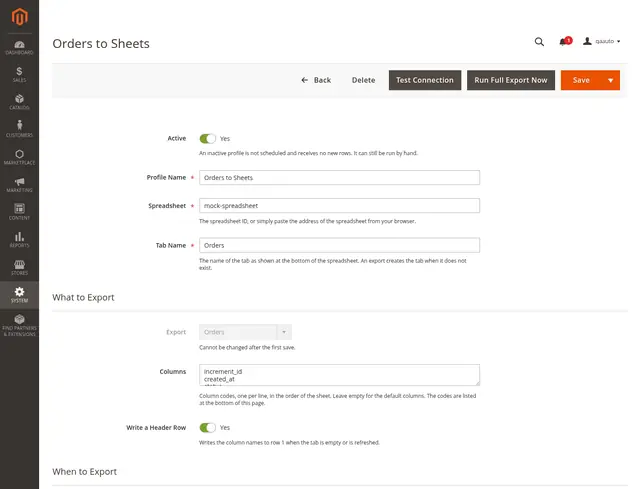 Orders to Sheets
1
qaauto
DASHBOARD
SALES
CATALOG
CUSTOMERS
MARKETPLACE
MARKETING
CONTENT
REPORTS
STORES
SYSTEM
FIND PARTNERS
& EXTENSIONS
Back
Delete
Test Connection
Run Full Export Now
Save
Active
Yes
An inactive profile is not scheduled and receives no new rows. It can still be run by hand.
Profile Name *
Orders to Sheets
Spreadsheet *
mock-spreadsheet
The spreadsheet ID, or simply paste the address of the spreadsheet from your browser.
Tab Name *
Orders
The name of the tab as shown at the bottom of the spreadsheet. An export creates the tab when it does not
exist.
What to Export
Export
Orders
Cannot be changed after the first save.
Columns
increment_id
created_at
Column codes, one per line, in the order of the sheet. Leave empty for the default columns. The codes are listed
at the bottom of this page.
Write a Header Row
Yes
Writes the column names to row 1 when the tab is empty or is refreshed.
When to Export